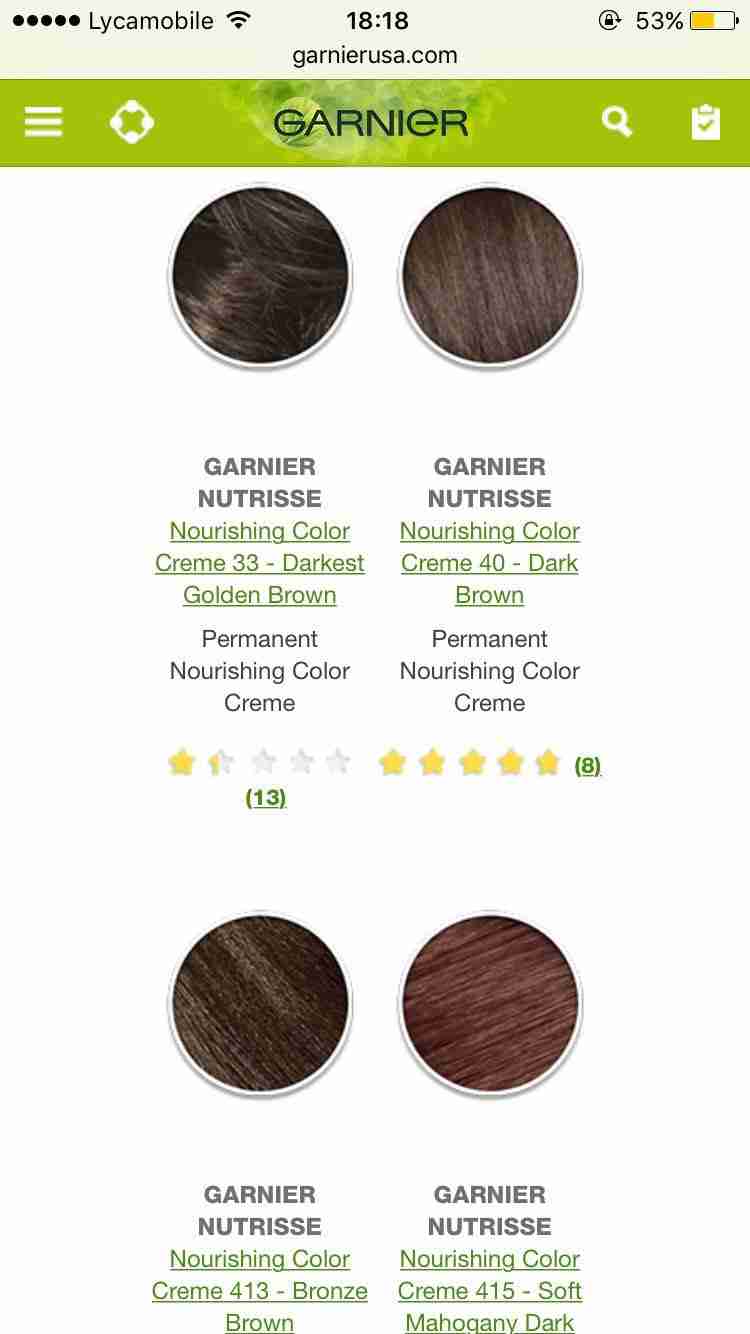 Lycamobile 18:18 53%
garnierusa.com
GARNIER
GARNIER
NUTRISSE
Nourishing Color
Creme 33 - Darkest
Golden Brown
Permanent
Nourishing Color
Creme
(13)
GARNIER
NUTRISSE
Nourishing Color
Creme 40 - Dark
Brown
Permanent
Nourishing Color
Creme
(8)
GARNIER
NUTRISSE
Nourishing Color
Creme 413 - Bronze
Brown
GARNIER
NUTRISSE
Nourishing Color
Creme 415 - Soft
Mahogany Dark